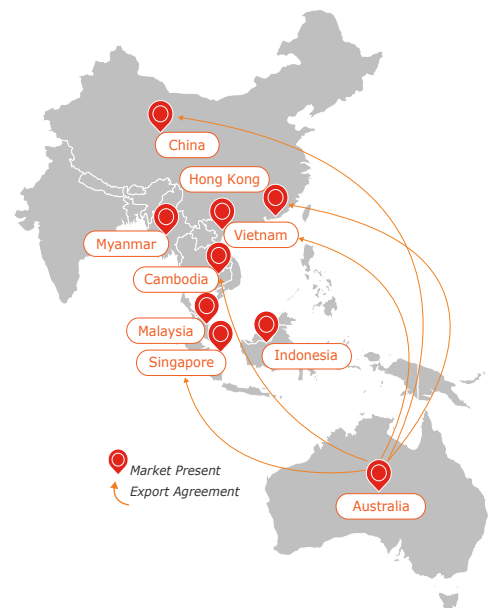 China
Hong Kong
Myanmar
Vietnam
Cambodia
Malaysia
Singapore
Indonesia
Market Present
Export Agreement
Australia